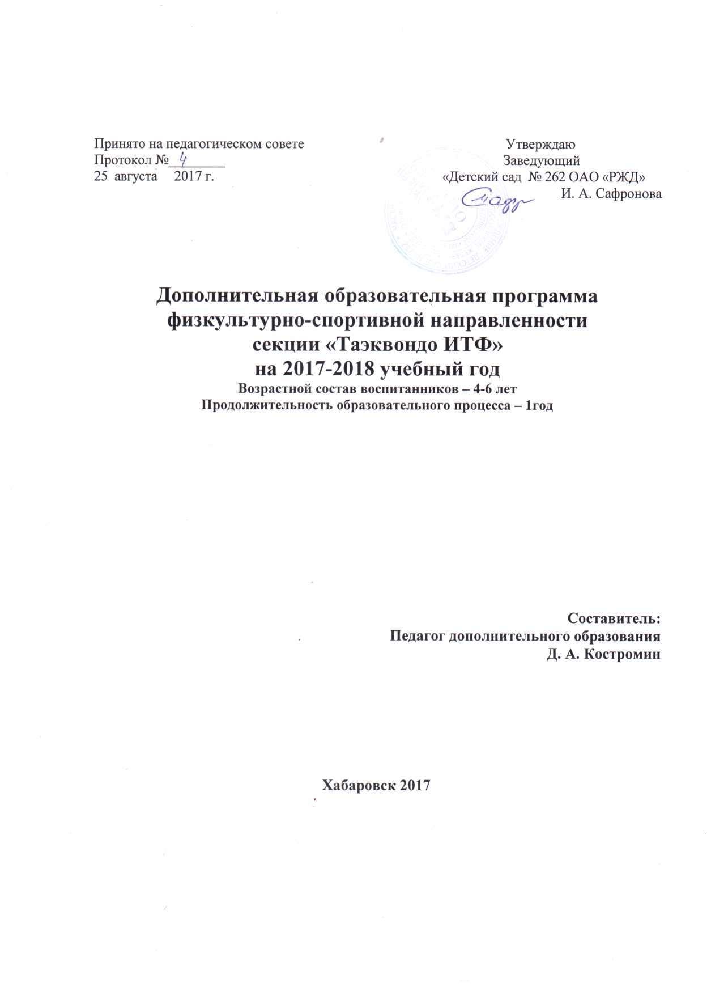 Принято на педагогическом совете
Протокол № 4
25 августа 2017 г.
Утверждаю
Заведующий
«Детский сад № 262 ОАО «РЖД»
И. А. Сафронова
Дополнительная образовательная программа
физкультурно-спортивной направленности
секции «Таэквондо ИТФ»
на 2017-2018 учебный год
Возрастной состав воспитанников – 4-6 лет
Продолжительность образовательного процесса – 1год
Составитель:
Педагог дополнительного образования
Д. А. Костромин
Хабаровск 2017